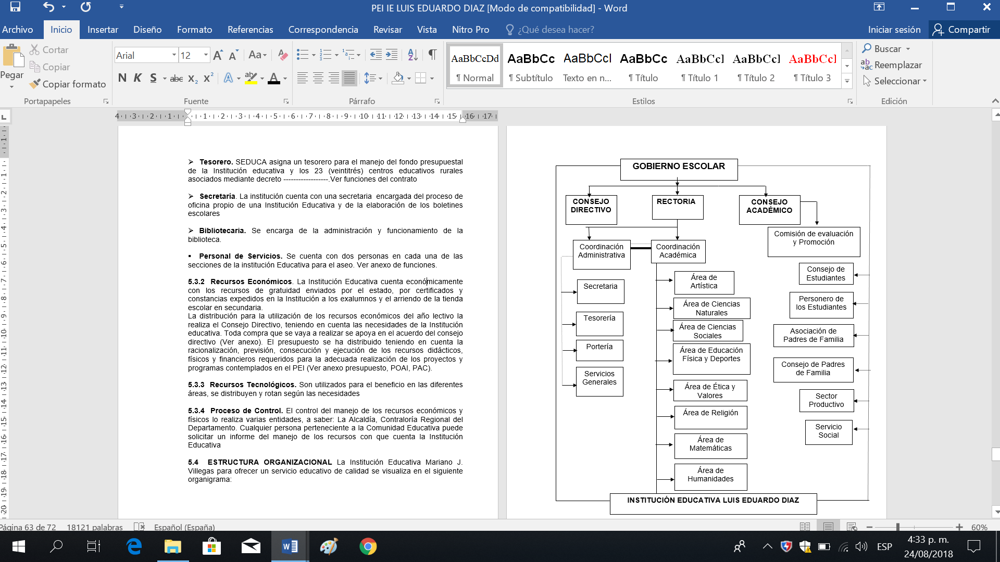 PEI IE LUIS EDUARDO DIAZ [Modo de compatibilidad] - Word
Archivo Inicio Insertar Diseño Formato Referencias Correspondencia Revisar Vista Nitro Pro ¿Qué desea hacer? Iniciar sesión Compartir
Pegar
Cortar
Copiar
Copiar formato
Portapapeles
Arial 12
N K S abc X₂ X²
Fuente
Párrafo
AaBbCcDd AaBbCc AaBbCcI AaBbCc AaBbCcI AaBbCcI AaBbCcI
¶ Normal ¶ Subtítulo Texto en n... ¶ Título ¶ Título 1 ¶ Título 2 ¶ Título 3
Estilos
Buscar
Reemplazar
Seleccionar
Edición
4 3 2 1 1 2 3 4 5 6 7 8 9 10 11 12 13 14 15 16 17
➢ Tesorero. SEDUCA asigna un tesorero para el manejo del fondo presupuestal
de la Institución educativa y los 23 (veintitrés) centros educativos rurales
asociados mediante decreto ------------------.Ver funciones del contrato
➢ Secretaría. La institución cuenta con una secretaria encargada del proceso de
oficina propio de una Institución Educativa y de la elaboración de los boletines
escolares
➢ Bibliotecaria. Se encarga de la administración y funcionamiento de la
biblioteca.
▪ Personal de Servicios. Se cuenta con dos personas en cada una de las
secciones de la institución Educativa para el aseo. Ver anexo de funciones.
5.3.2 Recursos Económicos. La Institución Educativa cuenta económicamente
con los recursos de gratuidad enviados por el estado, por certificados y
constancias expedidos en la Institución a los exalumnos y el arriendo de la tienda
escolar en secundaria.
La distribución para la utilización de los recursos económicos del año lectivo la
realiza el Consejo Directivo, teniendo en cuenta las necesidades de la Institución
educativa. Toda compra que se vaya a realizar se apoya en el acuerdo del consejo
directivo (Ver anexo). El presupuesto se ha distribuido teniendo en cuenta la
racionalización, previsión, consecución y ejecución de los recursos didácticos,
físicos y financieros requeridos para la adecuada realización de los proyectos y
programas contemplados en el PEI (Ver anexo presupuesto, POAI, PAC).
5.3.3 Recursos Tecnológicos. Son utilizados para el beneficio en las diferentes
áreas, se distribuyen y rotan según las necesidades
5.3.4 Proceso de Control. El control del manejo de los recursos económicos y
físicos lo realiza varias entidades, a saber: La Alcaldía, Contraloría Regional del
Departamento. Cualquier persona perteneciente a la Comunidad Educativa puede
solicitar un informe del manejo de los recursos con que cuenta la Institución
Educativa
5.4 ESTRUCTURA ORGANIZACIONAL La Institución Educativa Mariano J.
Villegas para ofrecer un servicio educativo de calidad se visualiza en el siguiente
organigrama:
GOBIERNO ESCOLAR
CONSEJO
DIRECTIVO
RECTORIA
CONSEJO
ACADÉMICO
Comisión de evaluación
y Promoción
Coordinación
Administrativa
Coordinación
Académica
Secretaria
Tesorería
Portería
Servicios
Generales
Área de
Artística
Área de Ciencias
Naturales
Área de Ciencias
Sociales
Área de Educación
Física y Deportes
Área de Ética y
Valores
Área de Religión
Área de
Matemáticas
Área de
Humanidades
Consejo de
Estudiantes
Personero de
los Estudiantes
Asociación de
Padres de Familia
Consejo de Padres
de Familia
Sector
Productivo
Servicio
Social
INSTITUCIÓN EDUCATIVA LUIS EDUARDO DIAZ
Página 63 de 72 18121 palabras Español (España) 60%
ESP
4:33 p. m.
24/08/2018